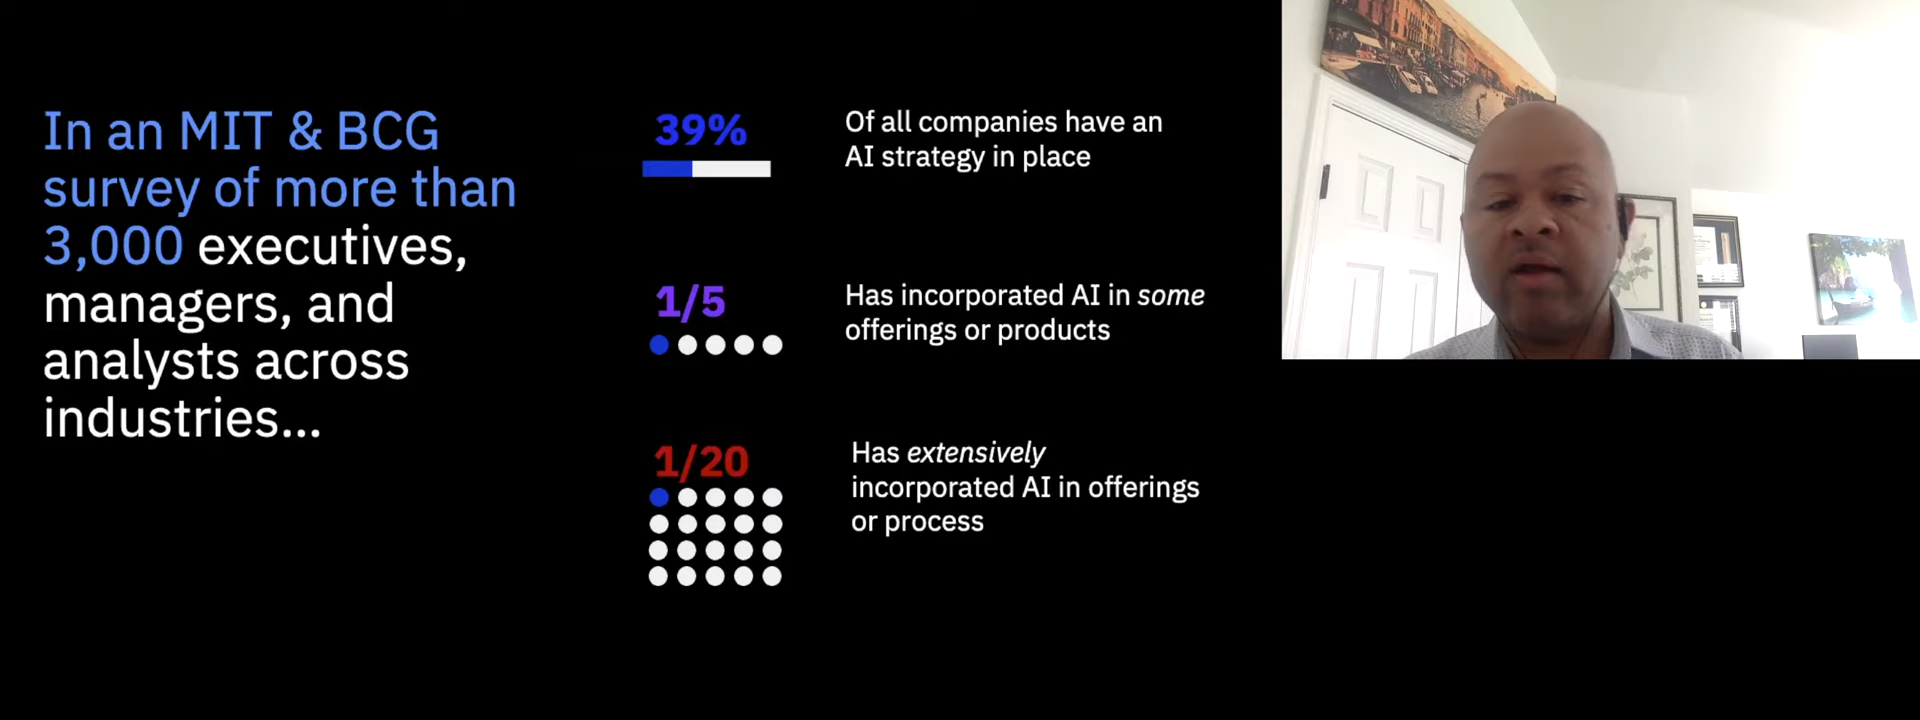 In an MIT & BCG
survey of more than
3,000 executives,
managers, and
analysts across
industries...
39%
Of all companies have an
AI strategy in place
1/5
Has incorporated AI in some
offerings or products
1/20
Has extensively
incorporated AI in offerings
or process